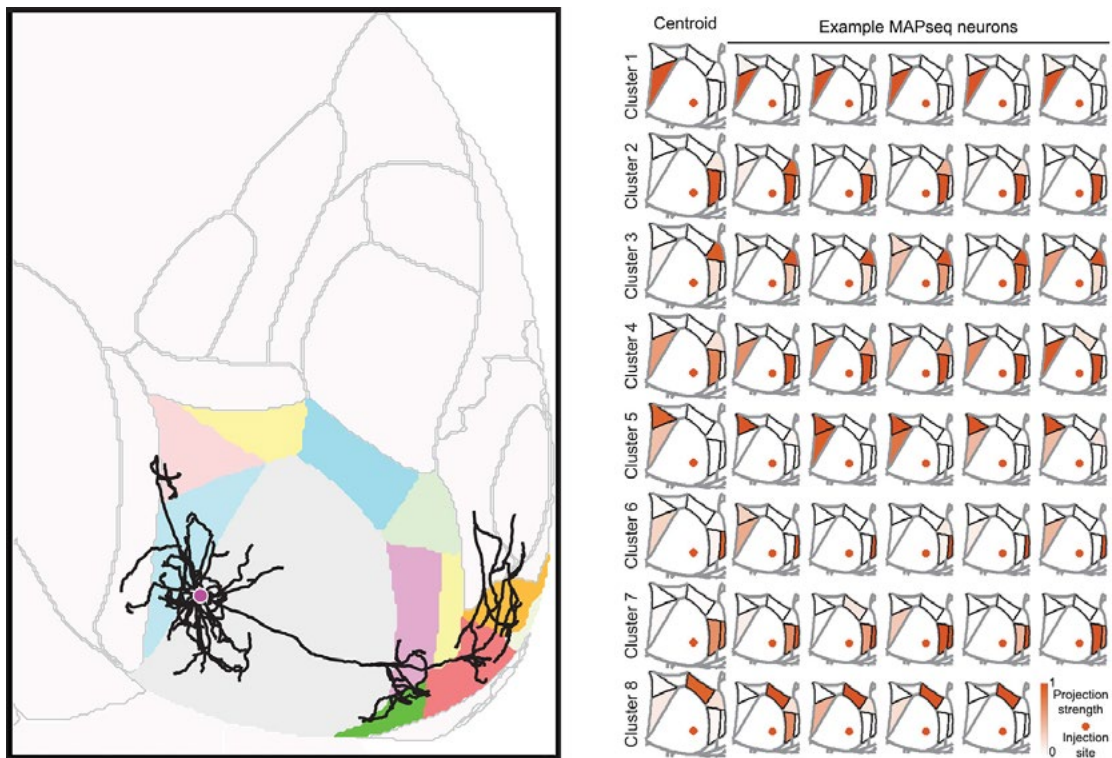 Centroid
Example MAPseq neurons
Cluster 1
Cluster 2
Cluster 3
Cluster 4
Cluster 5
Cluster 6
Cluster 7
Cluster 8
1
Projection
strength
0
Injection
site